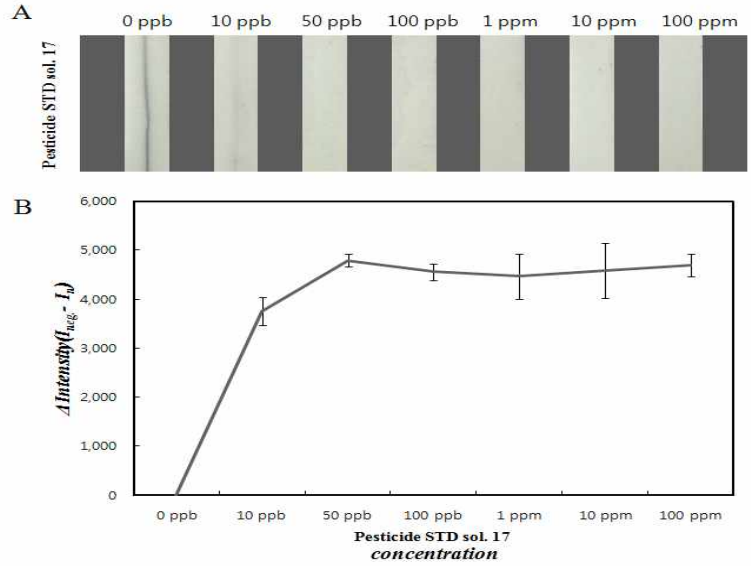 A
0 ppb 10 ppb 50 ppb 100 ppb 1 ppm 10 ppm 100 ppm
Pesticide STD sol. 17
B
6,000
5,000
4,000
3,000
2,000
1,000
0
ΔIntensity(Ineg.- In)
0 ppb 10 ppb 50 ppb 100 ppb 1 ppm 10 ppm 100 ppm
Pesticide STD sol. 17
concentration